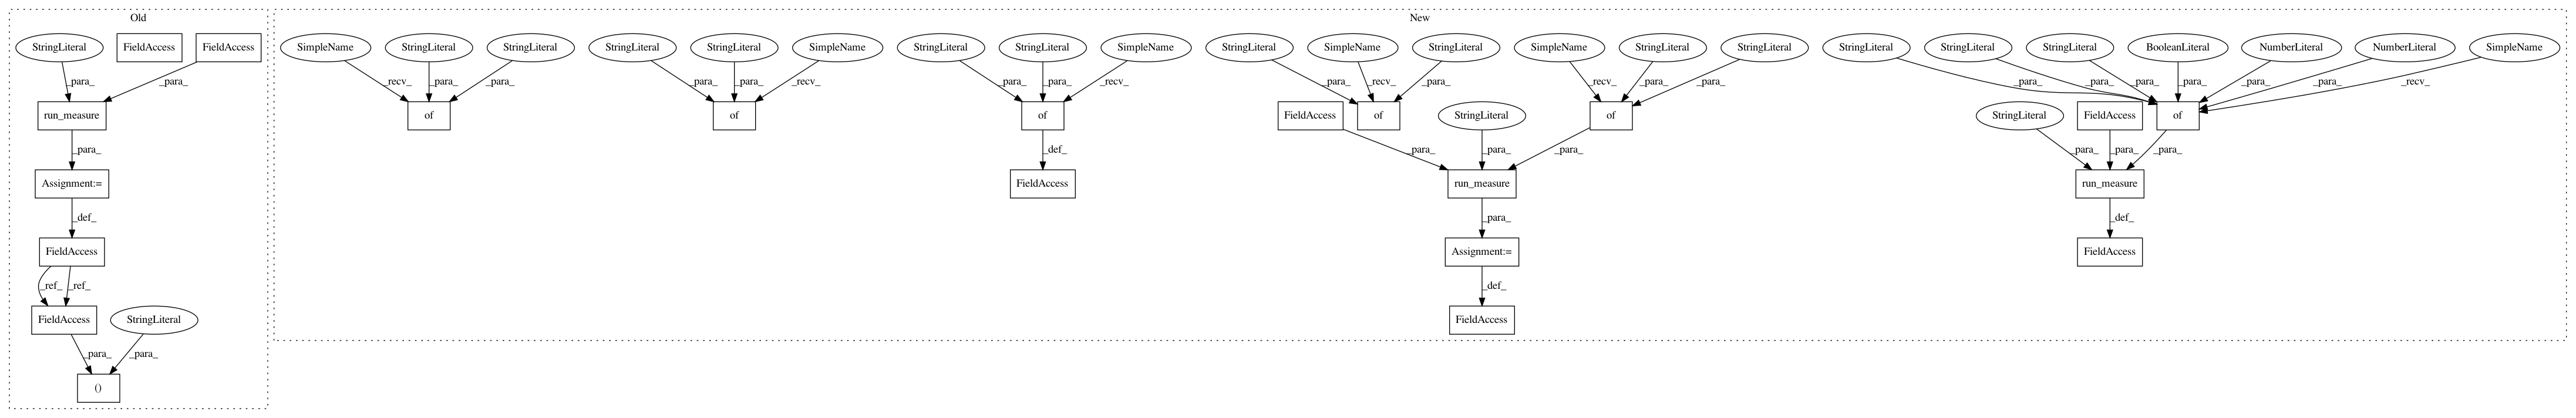 Old New
StringLiteral FieldAccess FieldAccess SimpleName StringLiteral StringLiteral StringLiteral StringLiteral SimpleName StringLiteral StringLiteral SimpleName StringLiteral SimpleName StringLiteral SimpleName StringLiteral StringLiteral StringLiteral StringLiteral StringLiteral BooleanLiteral NumberLiteral NumberLiteral SimpleName
_para_ _para_ _recv_ _para_ _para_ _para_ _para_ _recv_ _para_ _para_ _recv_ _para_ _recv_ _para_ _recv_ _para_ _para_ _para_ _para_ _para_ _para_ _para_ _para_ _recv_
run_measure of of of FieldAccess of StringLiteral of StringLiteral FieldAccess of
_para_ _def_ _para_ _para_ _para_ _para_ _para_ _para_
Assignment:= FieldAccess run_measure run_measure
_def_ _para_ _def_
FieldAccess Assignment:= FieldAccess
_ref_ _ref_ _def_
FieldAccess StringLiteral FieldAccess
_para_ _para_
()